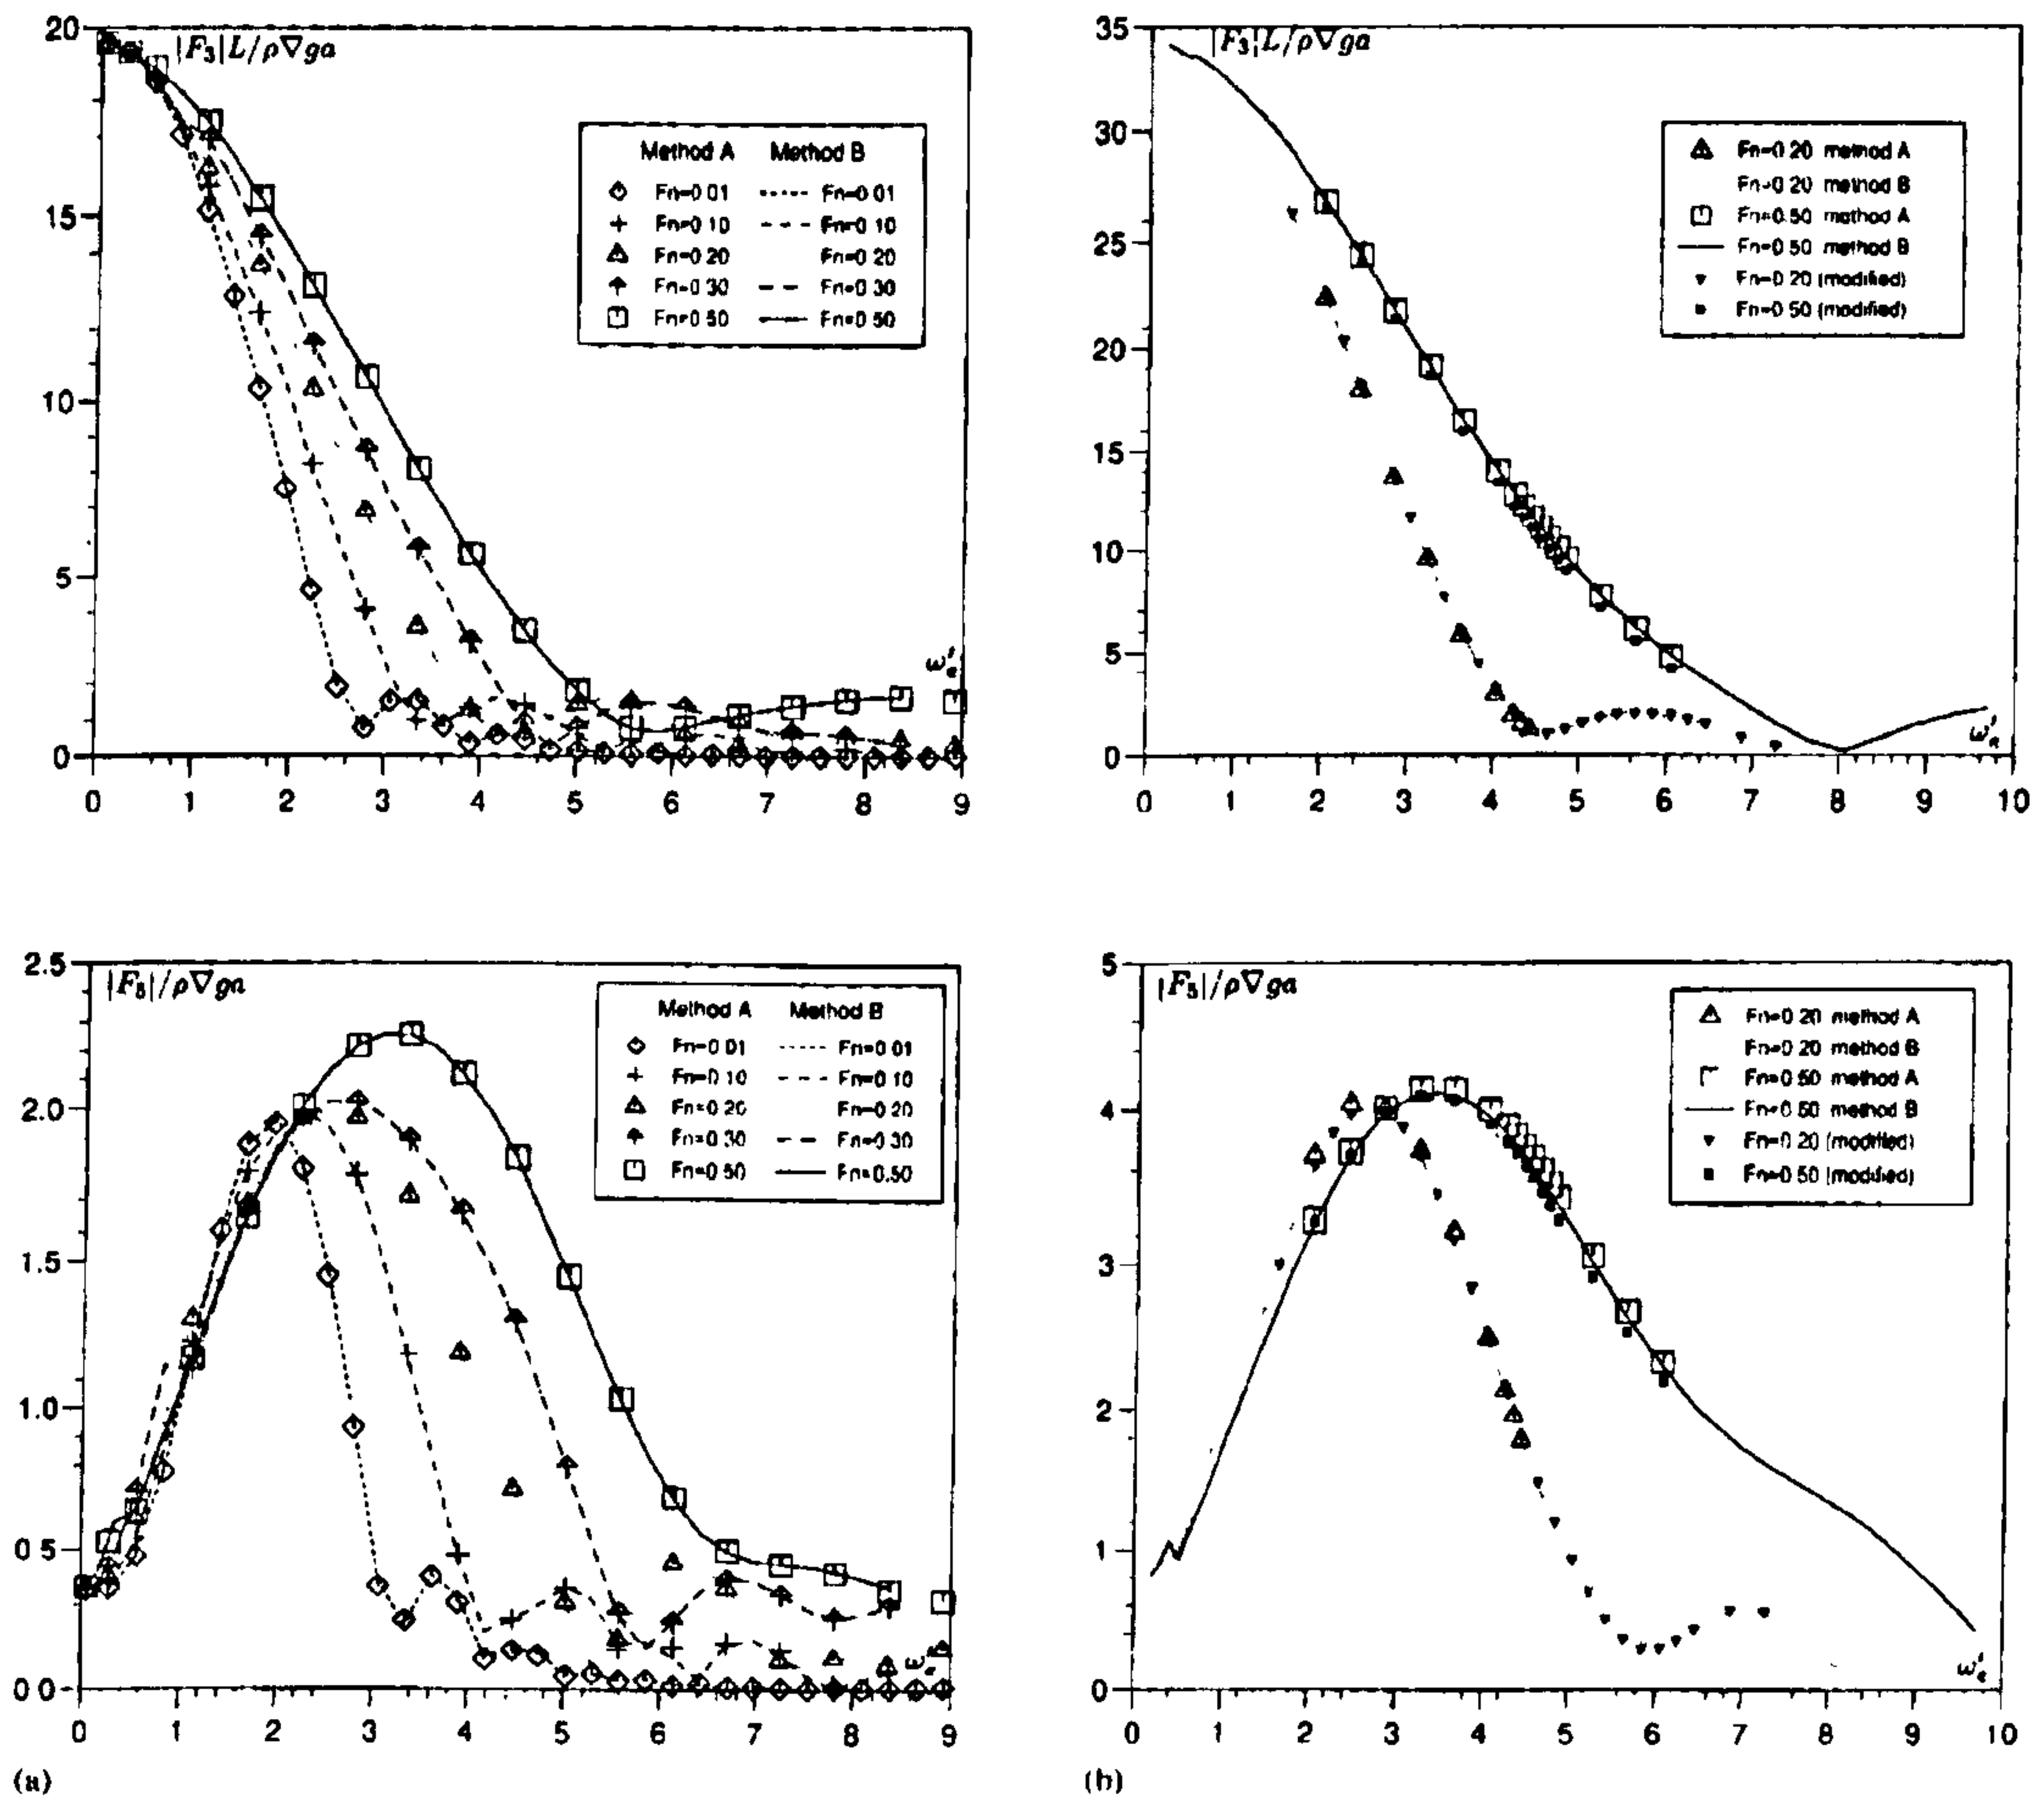 |F₃|L/ρ∇ga
20
15
10
5
0
0 1 2 3 4 5 6 7 8 9
ω'ₑ
Method A Method B
Fn=0 01 Fn=0 01
Fn=0 10 Fn=0 10
Fn=0 20 Fn=0 20
Fn=0 30 Fn=0 30
Fn=0 50 Fn=0 50
|F₃|L/ρ∇ga
35
30
25
20
15
10
5
0
0 1 2 3 4 5 6 7 8 9 10
ω'ₑ
Fn=0 20 method A
Fn=0 20 method B
Fn=0 50 method A
Fn=0 50 method B
Fn=0 20 (modified)
Fn=0 50 (modified)
|F₅|/ρ∇ga
2.5
2.0
1.5
1.0
0 5
0 0
0 1 2 3 4 5 6 7 8 9
Method A Method B
Fn=0 01 Fn=0 01
Fn=0 10 Fn=0 10
Fn=0 20 Fn=0 20
Fn=0 30 Fn=0 30
Fn=0 50 Fn=0.50
(a)
|F₅|/ρ∇ga
5
4
3
2
1
0
0 1 2 3 4 5 6 7 8 9 10
ω'ₑ
Fn=0 20 method A
Fn=0 20 method B
Fn=0 50 method A
Fn=0 50 method B
Fn=0 20 (modified)
Fn=0 50 (modified)
(b)